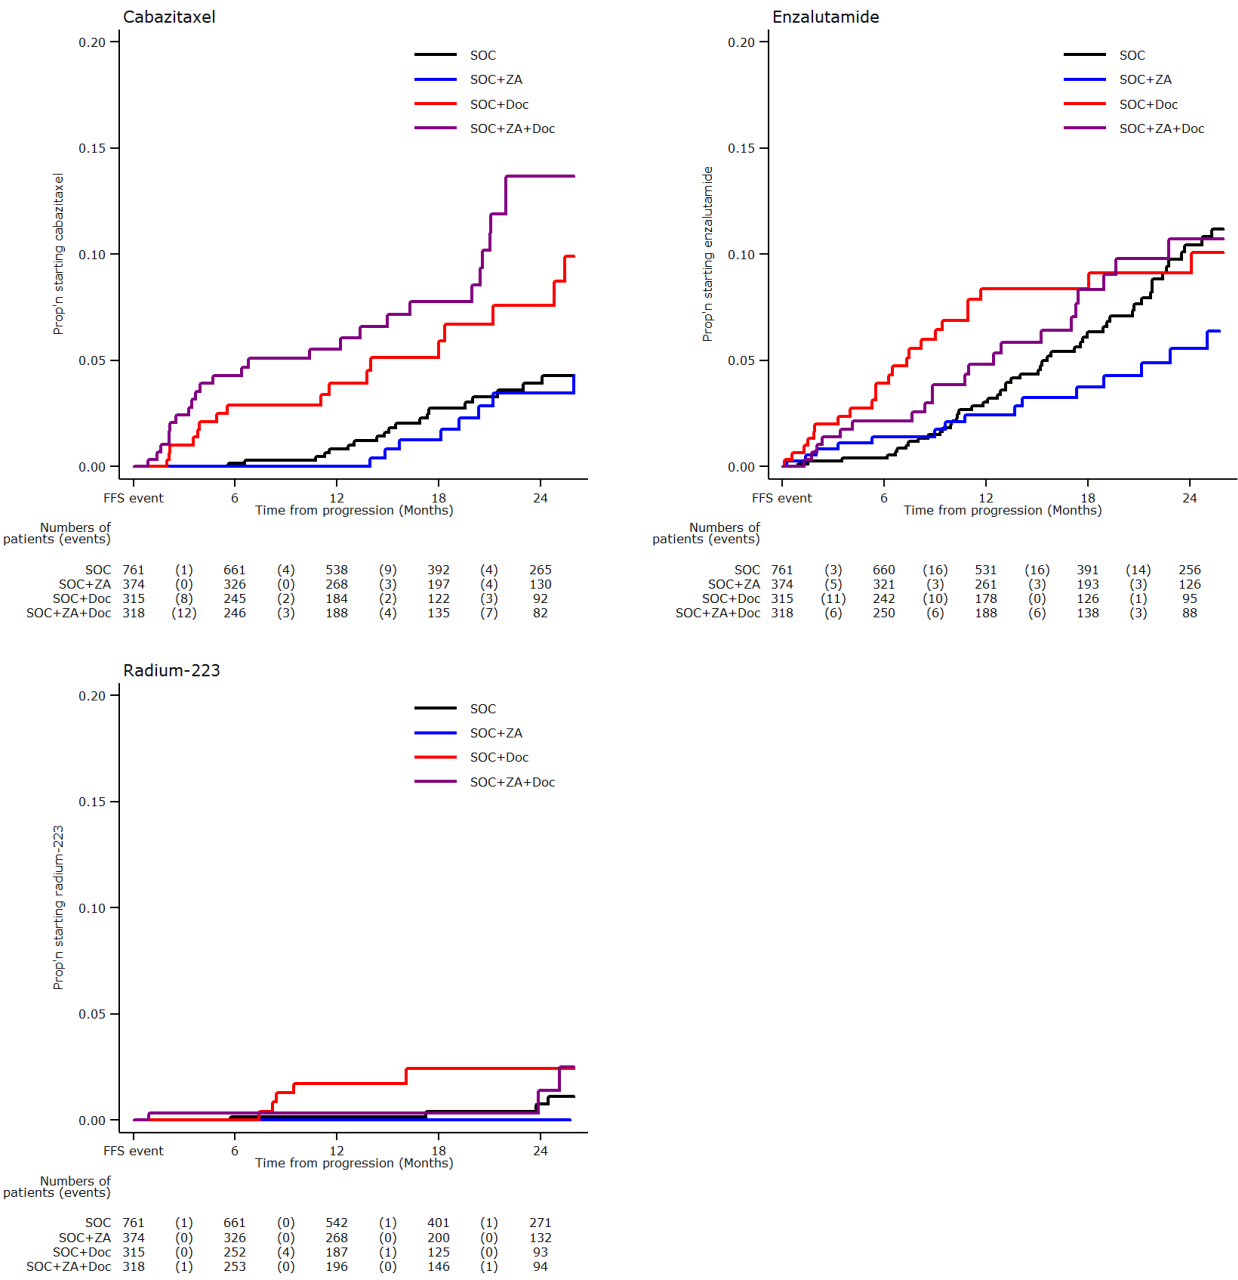 Cabazitaxel
0.20
0.15
0.10
0.05
0.00
Prop'n starting cabazitaxel
SOC
SOC+ZA
SOC+Doc
SOC+ZA+Doc
FFS event 6 12 18 24
Time from progression (Months)
Numbers of
patients (events)
SOC 761 (1) 661 (4) 538 (9) 392 (4) 265
SOC+ZA 374 (0) 326 (0) 268 (3) 197 (4) 130
SOC+Doc 315 (8) 245 (2) 184 (2) 122 (3) 92
SOC+ZA+Doc 318 (12) 246 (3) 188 (4) 135 (7) 82
Enzalutamide
0.20
0.15
0.10
0.05
0.00
Prop'n starting enzalutamide
SOC
SOC+ZA
SOC+Doc
SOC+ZA+Doc
FFS event 6 12 18 24
Time from progression (Months)
Numbers of
patients (events)
SOC 761 (3) 660 (16) 531 (16) 391 (14) 256
SOC+ZA 374 (5) 321 (3) 261 (3) 193 (3) 126
SOC+Doc 315 (11) 242 (10) 178 (0) 126 (1) 95
SOC+ZA+Doc 318 (6) 250 (6) 188 (6) 138 (3) 88
Radium-223
0.20
0.15
0.10
0.05
0.00
Prop'n starting radium-223
SOC
SOC+ZA
SOC+Doc
SOC+ZA+Doc
FFS event 6 12 18 24
Time from progression (Months)
Numbers of
patients (events)
SOC 761 (1) 661 (0) 542 (1) 401 (1) 271
SOC+ZA 374 (0) 326 (0) 268 (0) 200 (0) 132
SOC+Doc 315 (0) 252 (4) 187 (1) 125 (0) 93
SOC+ZA+Doc 318 (1) 253 (0) 196 (0) 146 (1) 94